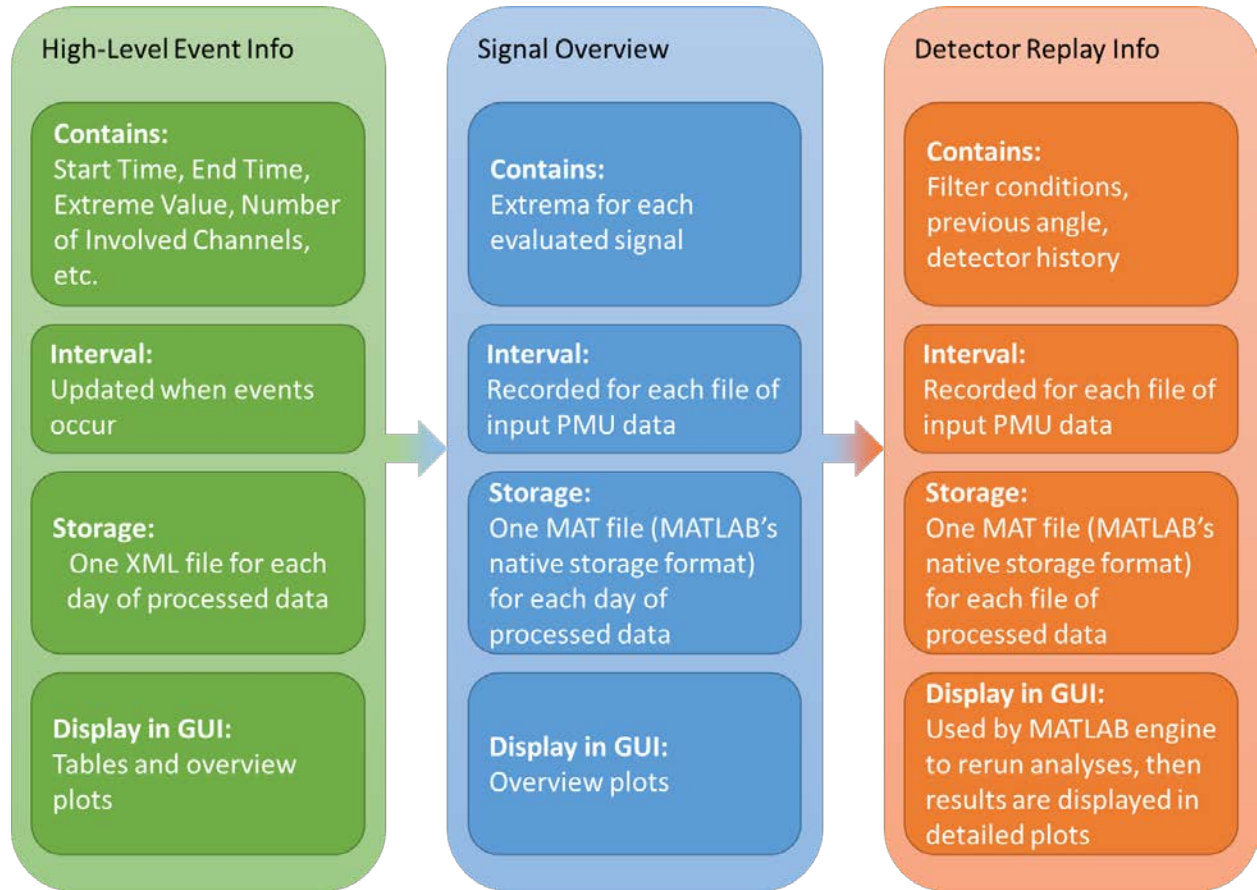 High-Level Event Info
Contains:
Start Time, End Time,
Extreme Value, Number
of Involved Channels,
etc.
Interval:
Updated when events
occur
Storage:
One XML file for each
day of processed data
Display in GUI:
Tables and overview
plots
Signal Overview
Contains:
Extrema for each
evaluated signal
Interval:
Recorded for each file of
input PMU data
Storage:
One MAT file (MATLAB's
native storage format)
for each day of
processed data
Display in GUI:
Overview plots
Detector Replay Info
Contains:
Filter conditions,
previous angle,
detector history
Interval:
Recorded for each file of
input PMU data
Storage:
One MAT file (MATLAB's
native storage format)
for each file of
processed data
Display in GUI:
Used by MATLAB engine
to rerun analyses, then
results are displayed in
detailed plots